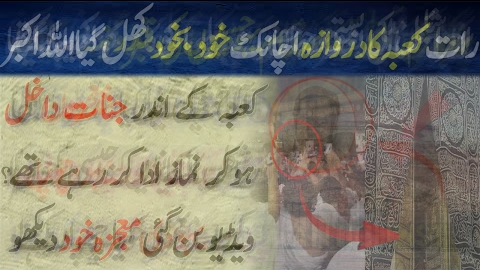 رات کعبہ کا دروازہ اچانک خود بخود کھل گیا اللہ اکبر
کعبہ کے اندر جنات داخل
ہو کر نماز ادا کر رہے تھے؟
ویڈیو بن گئی معجزہ خود دیکھو